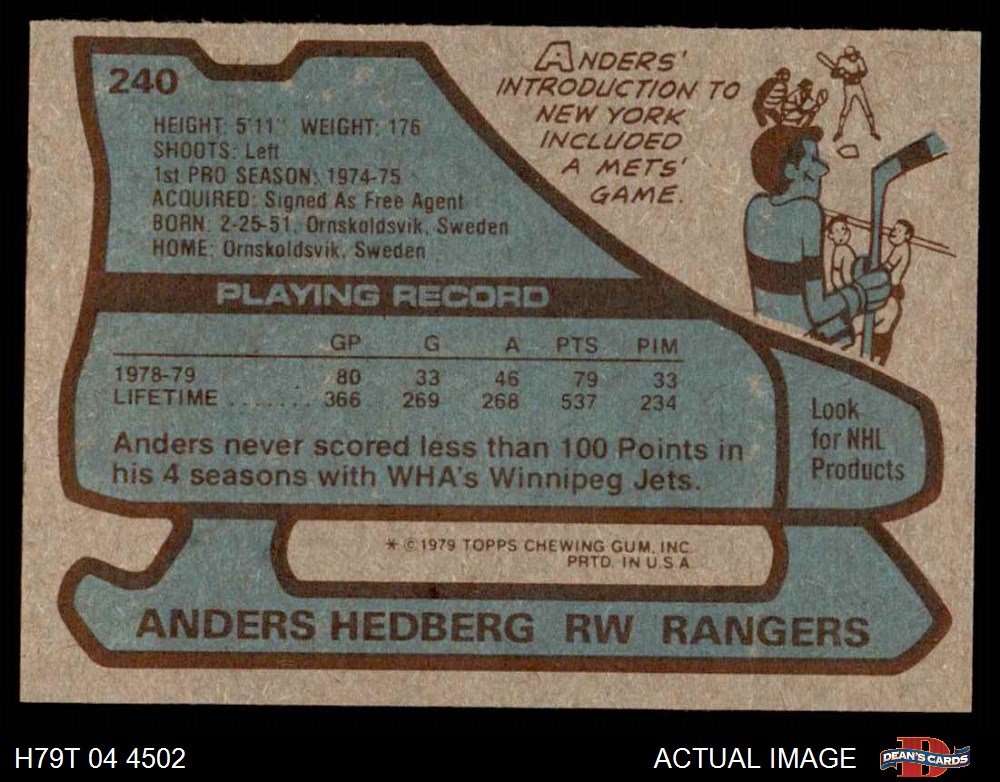 240
ANDERS'
INTRODUCTION TO
NEW YORK
INCLUDED
A METS'
GAME.
HEIGHT: 5'11" WEIGHT: 176
SHOOTS: Left
1st PRO SEASON: 1974-75
ACQUIRED: Signed As Free Agent
BORN: 2-25-51, Ornskoldsvik, Sweden
HOME: Ornskoldsvik, Sweden
PLAYING RECORD
GP G A PTS PIM
1978-79 80 33 46 79 33
LIFETIME ....... 366 269 268 537 234
Anders never scored less than 100 Points in
his 4 seasons with WHA's Winnipeg Jets.
Look
for NHL
Products
* © 1979 TOPPS CHEWING GUM, INC.
PRTD. IN U.S.A.
ANDERS HEDBERG RW RANGERS
H79T 04 4502
ACTUAL IMAGE
D
DEAN'S CARDS